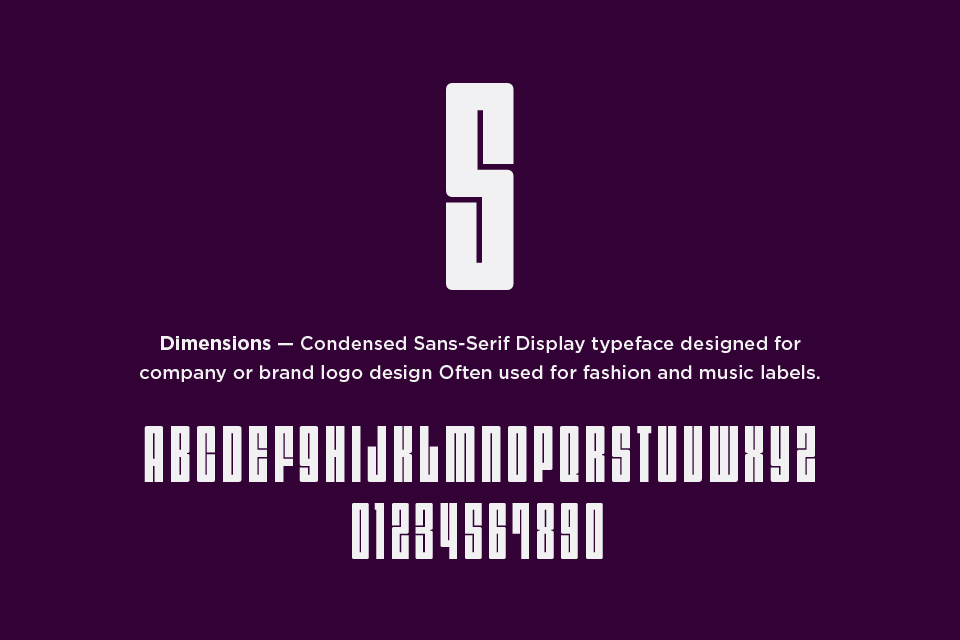 S
Dimensions — Condensed Sans-Serif Display typeface designed for
company or brand logo design Often used for fashion and music labels.
ABCDEFGHIJKLMNOPQRSTUVWXYZ
01234567890